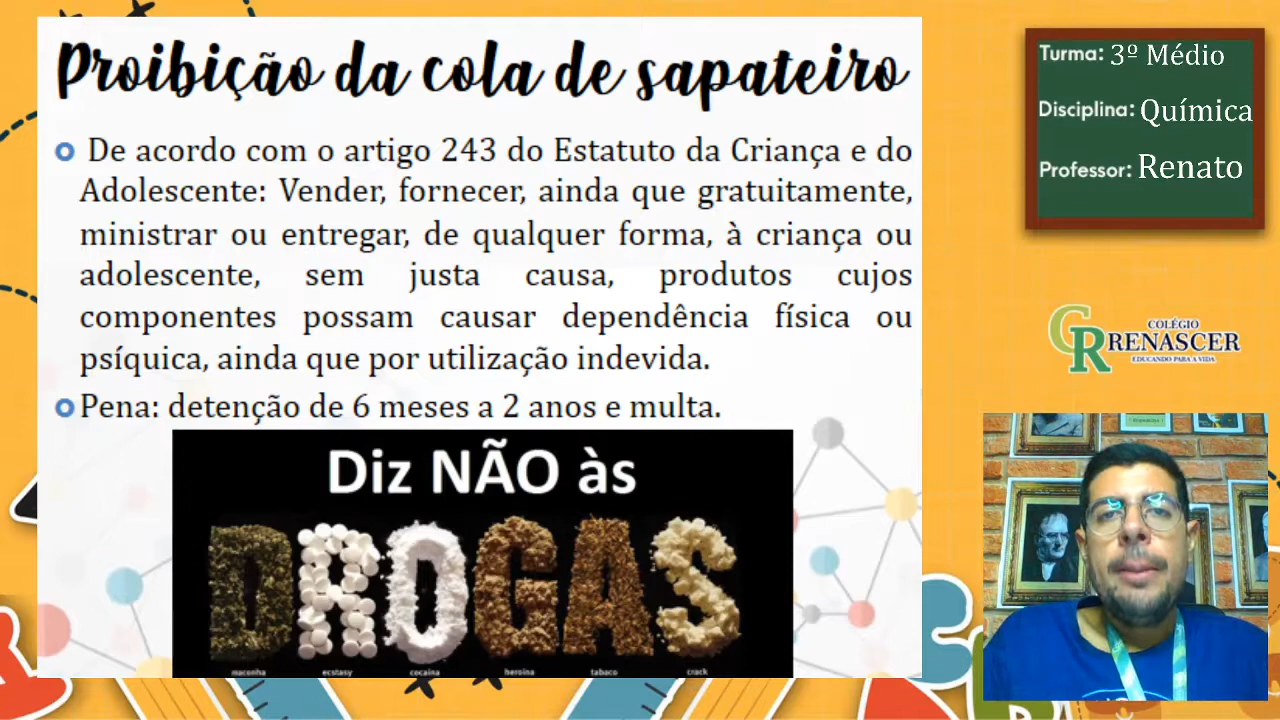 Proibição da cola de sapateiro
De acordo com o artigo 243 do Estatuto da Criança e do
Adolescente: Vender, fornecer, ainda que gratuitamente,
ministrar ou entregar, de qualquer forma, à criança ou
adolescente, sem justa causa, produtos cujos
componentes possam causar dependência física ou
psíquica, ainda que por utilização indevida.
Pena: detenção de 6 meses a 2 anos e multa.
Diz NÃO às
DROGAS
maconha ecstasy cocaína heroína tabaco crack
Turma: 3º Médio
Disciplina: Química
Professor: Renato
CR
COLÉGIO
RENASCER
EDUCANDO PARA A VIDA